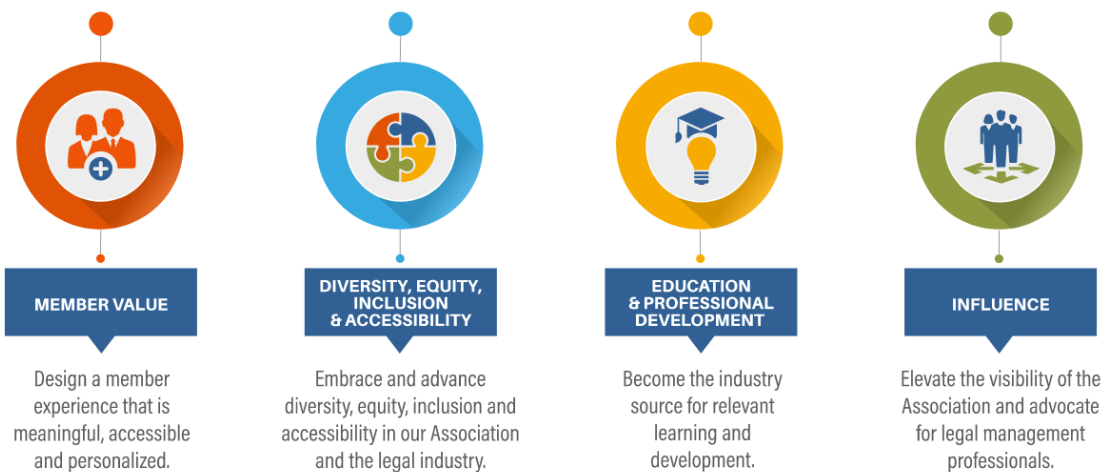 MEMBER VALUE
Design a member
experience that is
meaningful, accessible
and personalized.
DIVERSITY, EQUITY,
INCLUSION
& ACCESSIBILITY
Embrace and advance
diversity, equity, inclusion and
accessibility in our Association
and the legal industry.
EDUCATION
& PROFESSIONAL
DEVELOPMENT
Become the industry
source for relevant
learning and
development.
INFLUENCE
Elevate the visibility of the
Association and advocate
for legal management
professionals.